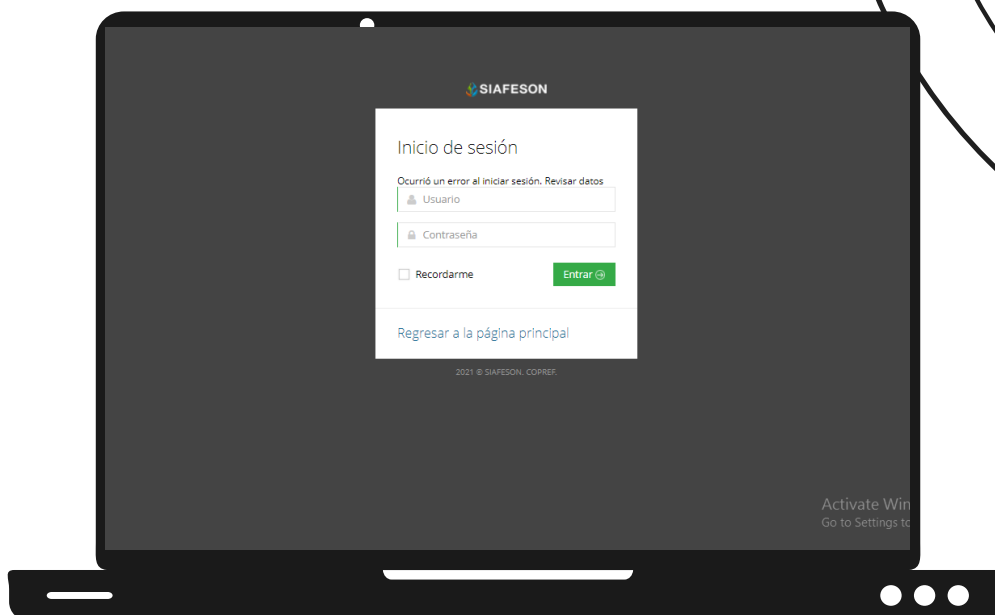 SIAFESON
Inicio de sesión
Ocurrió un error al iniciar sesión. Revisar datos
Usuario
Contraseña
Recordarme
Entrar
Regresar a la página principal
2021 © SIAFESON. COPREF.
Activate Win
Go to Settings to